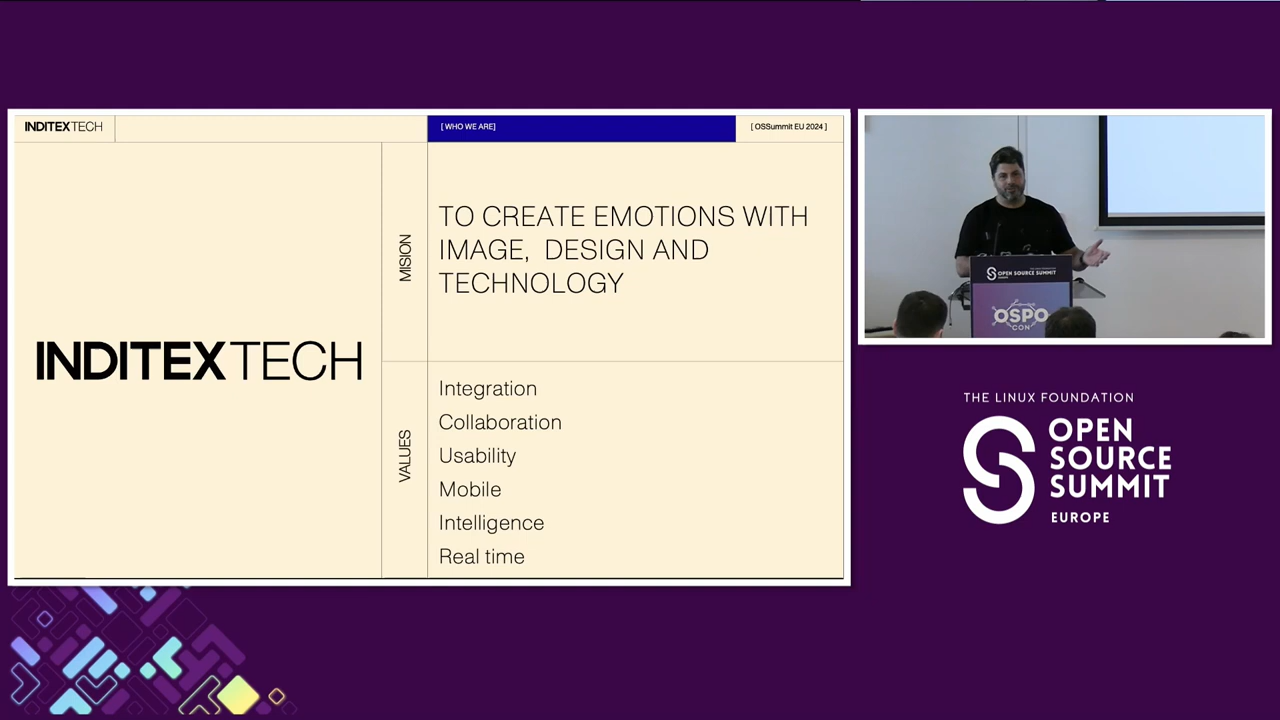 INDITEXTECH
[ WHO WE ARE]
[ OSSummit EU 2024 ]
INDITEXTECH
MISION
TO CREATE EMOTIONS WITH
IMAGE,  DESIGN AND
TECHNOLOGY
VALUES
Integration
Collaboration
Usability
Mobile
Intelligence
Real time
OPEN SOURCE SUMMIT
OSPO
CON
THE LINUX FOUNDATION
OPEN
SOURCE
SUMMIT
EUROPE